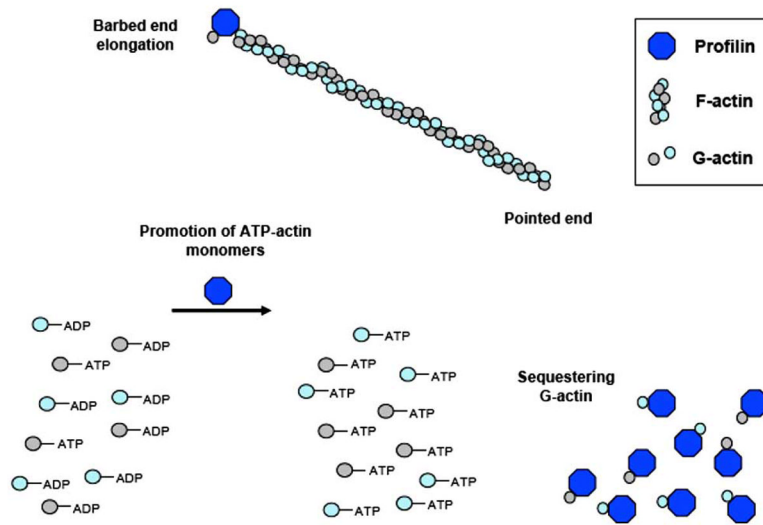 Barbed end
elongation
Profilin
F-actin
G-actin
Pointed end
Promotion of ATP-actin
monomers
ADP
ADP
ATP
ADP
ADP
ADP
ATP
ADP
ADP
ADP
ATP
ATP
ATP
ATP
ATP
ATP
ATP
ATP
ATP
ATP
ATP
Sequestering
G-actin